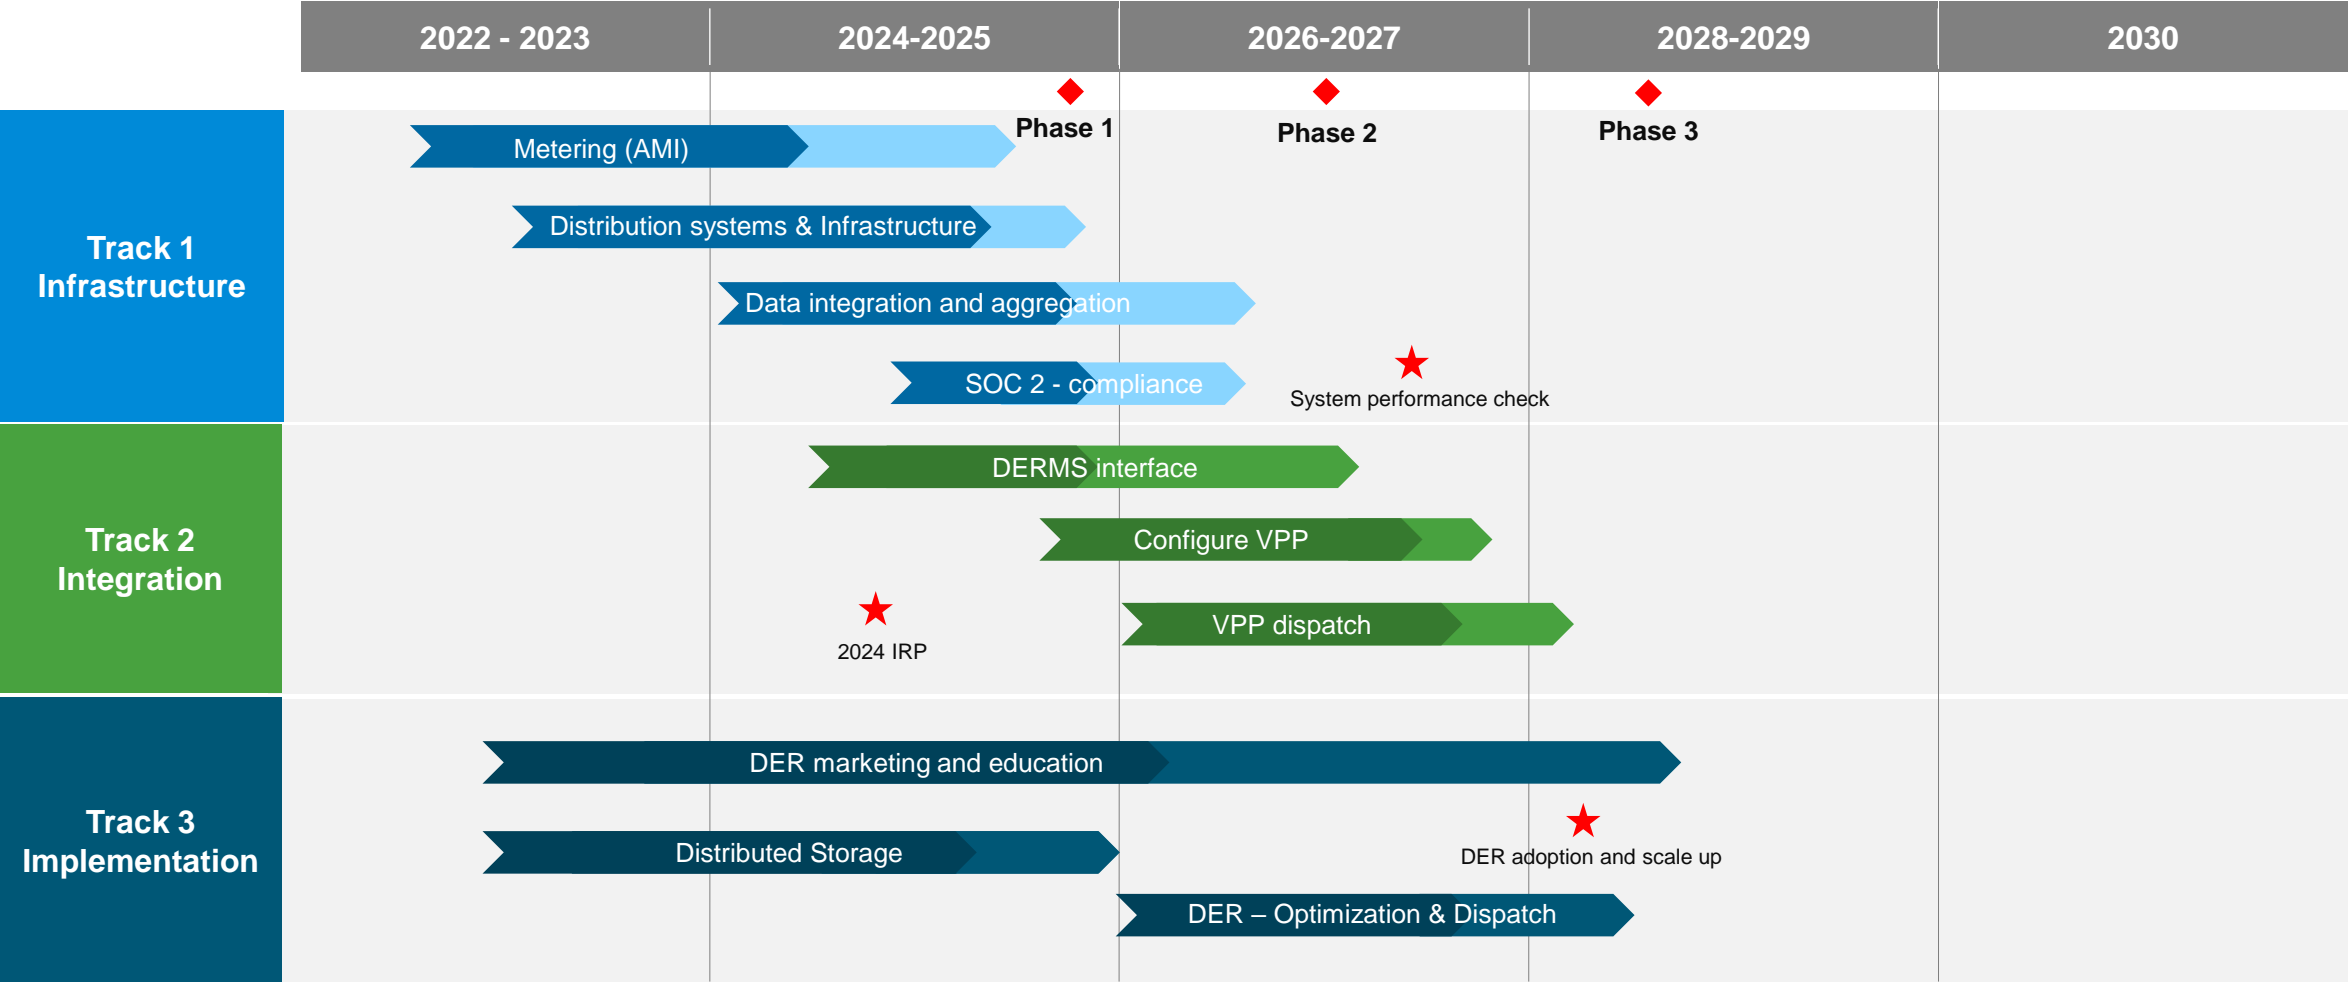 2022 - 2023
2024-2025
2026-2027
2028-2029
2030
Phase 1
Phase 2
Phase 3
Track 1
Infrastructure
Metering (AMI)
Distribution systems & Infrastructure
Data integration and aggregation
SOC 2 - compliance
System performance check
Track 2
Integration
DERMS interface
Configure VPP
VPP dispatch
2024 IRP
Track 3
Implementation
DER marketing and education
Distributed Storage
DER adoption and scale up
DER – Optimization & Dispatch